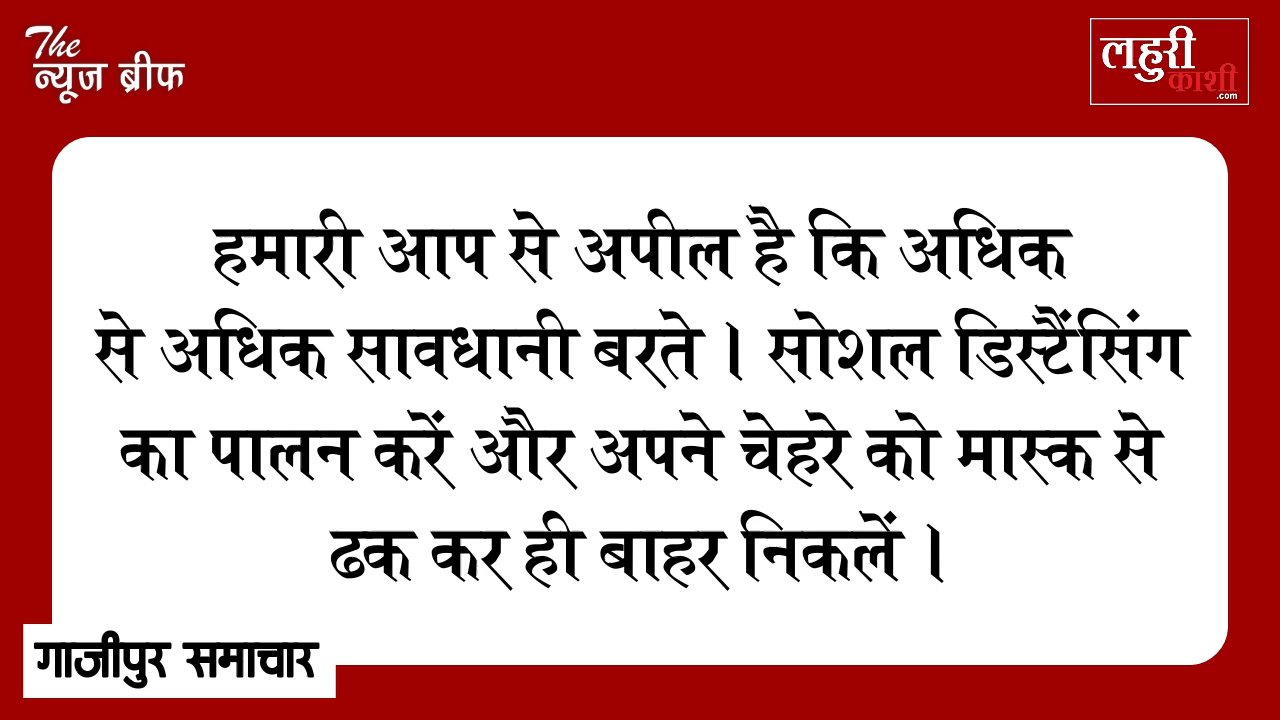 The
न्यूज ब्रीफ
लहुरी
काशी
.com
हमारी आप से अपील है कि अधिक
से अधिक सावधानी बरते । सोशल डिस्टैंसिंग
का पालन करें और अपने चेहरे को मास्क से
ढक कर ही बाहर निकलें ।
गाजीपुर समाचार